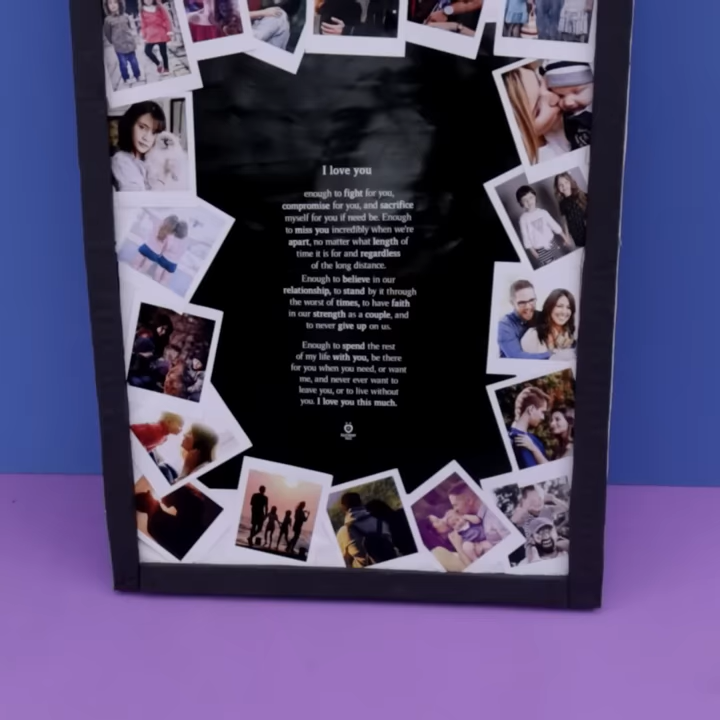 I love you
enough to fight for you,
compromise for you, and sacrifice
myself for you if need be. Enough
to miss you incredibly when we're
apart, no matter what length of
time it is for and regardless
of the long distance.
Enough to believe in our
relationship, to stand by it through
the worst of times, to have faith
in our strength as a couple, and
to never give up on us.
Enough to spend the rest
of my life with you, be there
for you when you need, or want
me, and never ever want to
leave you, or to live without
you. I love you this much.